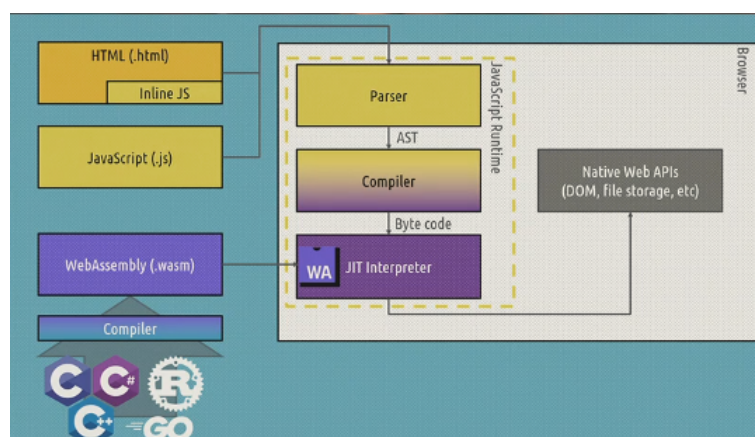 HTML (.html)
Inline JS
JavaScript (.js)
WebAssembly (.wasm)
Compiler
C
C#
C++
R
GO
Browser
JavaScript Runtime
Parser
AST
Compiler
Byte code
WA
JIT Interpreter
Native Web APIs
(DOM, file storage, etc)